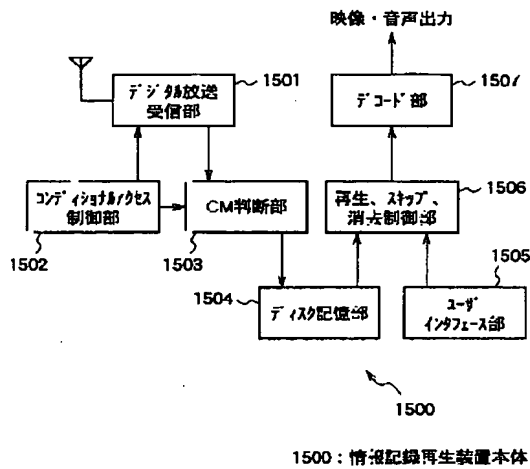 映像・音声出力
1501
デジタル放送
受信部
1507
デコード部
コンディショナルアクセス
制御部
1502
CM判断部
1503
再生、スキップ、
消去制御部
1506
1504
ディスク記憶部
1505
ユーザ
インタフェース部
1500
1500:情報記録再生装置本体